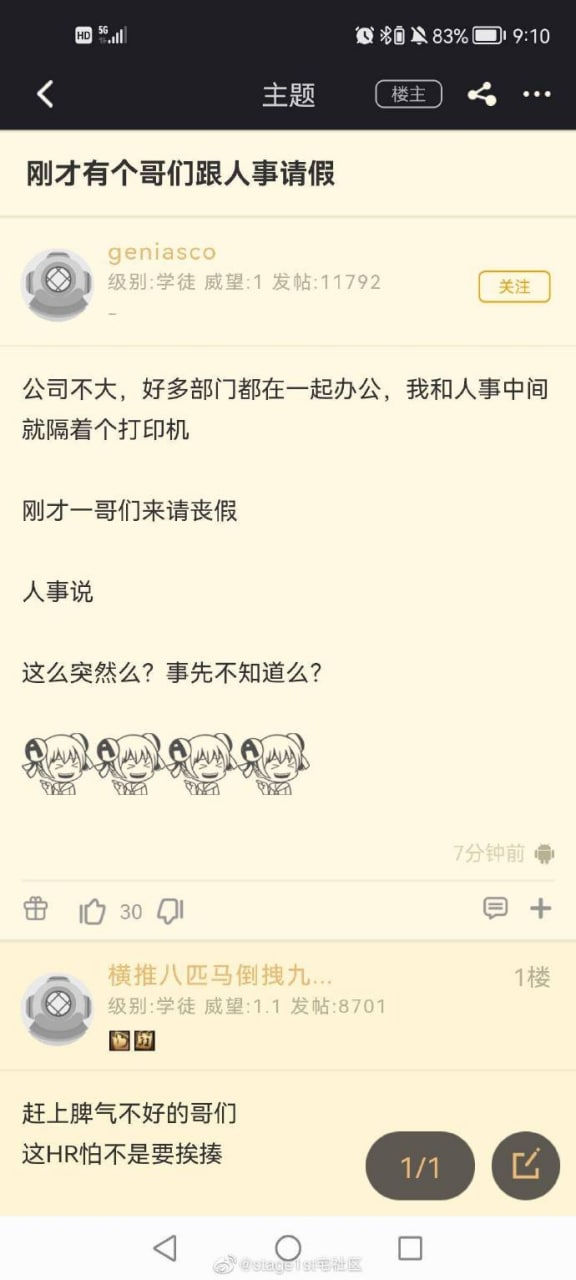 HD 5G 83% 9:10
主题 楼主
刚才有个哥们跟人事请假
geniasco
级别:学徒 威望:1 发帖:11792
关注
-
公司不大，好多部门都在一起办公，我和人事中间
就隔着个打印机
刚才一哥们来请丧假
人事说
这么突然么？事先不知道么？
7分钟前
30
横推八匹马倒拽九...
1楼
级别:学徒 威望:1.1 发帖:8701
赶上脾气不好的哥们
这HR怕不是要挨揍
1/1
@stage1st宅社区